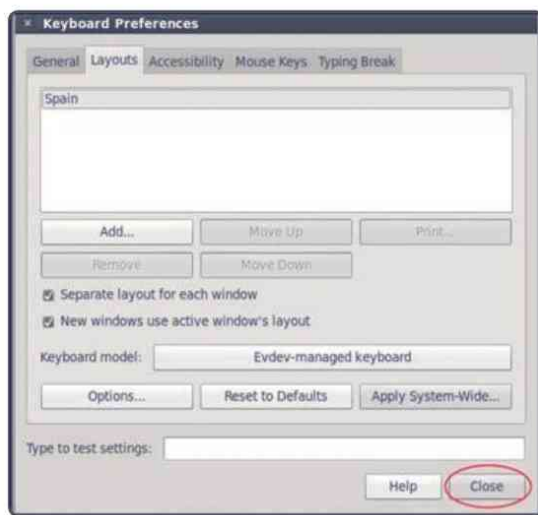 Keyboard Preferences
General Layouts Accessibility Mouse Keys Typing Break
Spain
Add... Move Up Print...
Remove Move Down
Separate layout for each window
New windows use active window's layout
Keyboard model: Evdev-managed keyboard
Options... Reset to Defaults Apply System-Wide...
Type to test settings:
Help Close